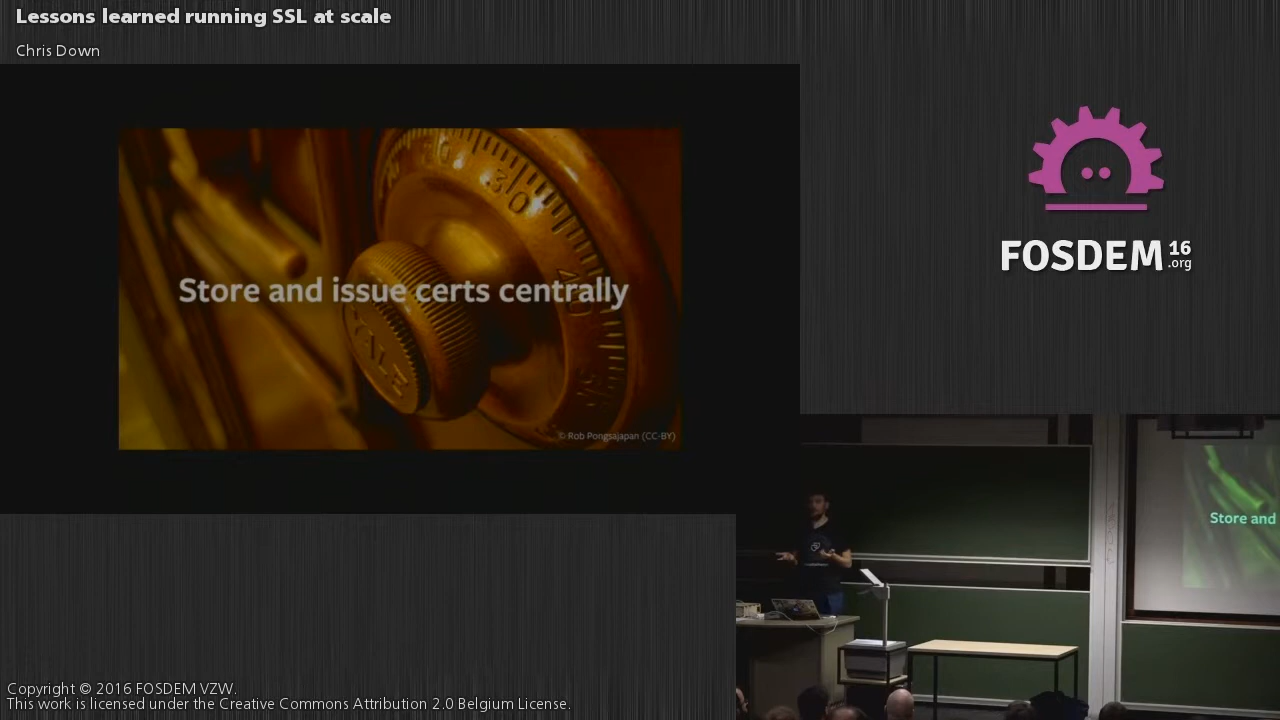 Lessons learned running SSL at scale
Chris Down
30
40
Store and issue certs centrally
© Rob Pongsajapan (CC-BY)
FOSDEM 16
.org
Store and
Copyright © 2016 FOSDEM VZW.
This work is licensed under the Creative Commons Attribution 2.0 Belgium License.